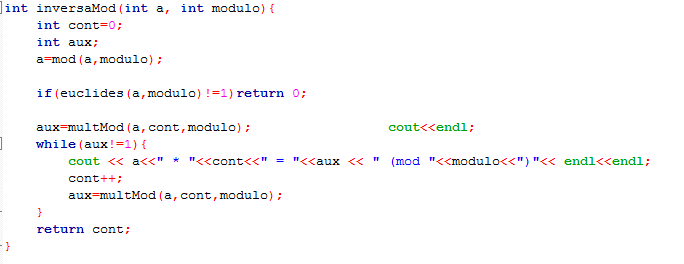 int inversaMod(int a, int modulo){
    int cont=0;
    int aux;
    a=mod(a,modulo);

    if(euclides(a,modulo)!=1)return 0;

    aux=multMod(a,cont,modulo);                 cout<<endl;
    while(aux!=1){
        cout << a<<" * "<<cont<<" = "<<aux << " (mod "<<modulo<<")"<< endl<<endl;
        cont++;
        aux=multMod(a,cont,modulo);
    }
    return cont;
}